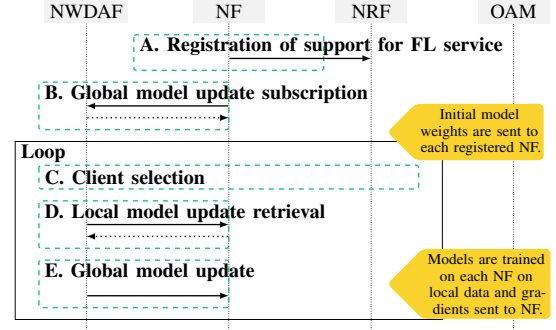 NWDAF NF NRF OAM
A. Registration of support for FL service
B. Global model update subscription
Initial model
weights are sent to
each registered NF.
Loop
C. Client selection
D. Local model update retrieval
E. Global model update
Models are trained
on each NF on
local data and gra-
dients sent to NF.